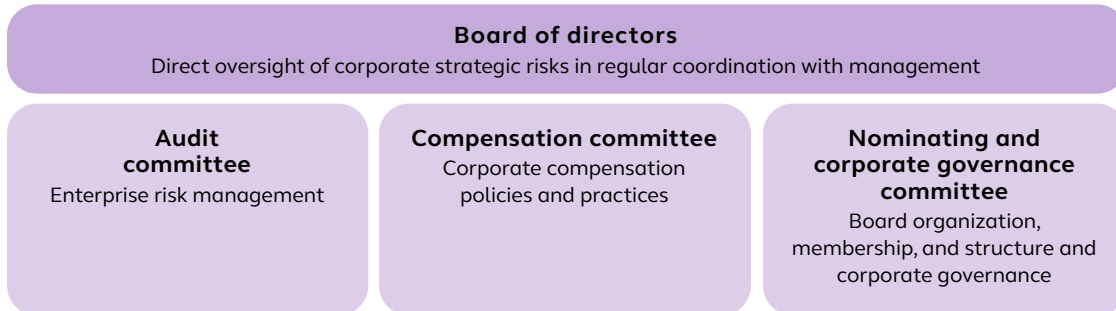 Board of directors
Direct oversight of corporate strategic risks in regular coordination with management
Audit
committee
Enterprise risk management
Compensation committee
Corporate compensation
policies and practices
Nominating and
corporate governance
committee
Board organization,
membership, and structure and
corporate governance